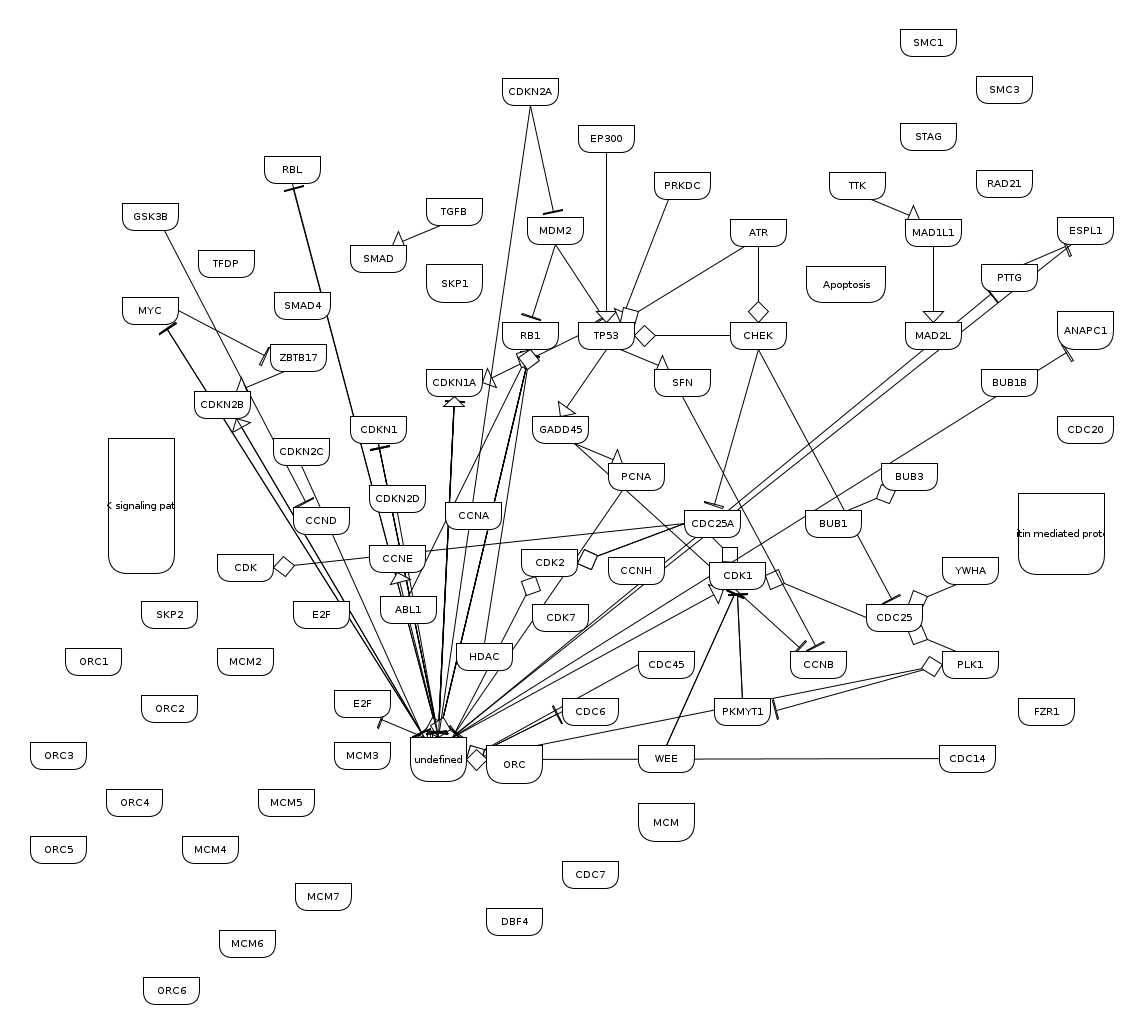 SMC1
SMC3
CDKN2A
EP300
STAG
RBL
PRKDC
TTK
RAD21
GSK3B
TGFB
MDM2
ATR
MAD1L1
ESPL1
TFDP
SMAD
SKP1
Apoptosis
PTTG
MYC
SMAD4
RB1
TP53
CHEK
MAD2L
ANAPC1
ZBTB17
CDKN1A
SFN
BUB1B
CDKN2B
CDKN1
GADD45
CDC20
CDKN2C
PCNA
BUB3
K signaling pat
CDKN2D
CCND
CCNA
CDC25A
BUB1
itin mediated prote
CDK
CCNE
CDK2
CCNH
CDK1
YWHA
SKP2
E2F
ABL1
CDK7
CDC25
ORC1
MCM2
HDAC
CDC45
CCNB
PLK1
ORC2
E2F
CDC6
PKMYT1
FZR1
ORC3
MCM3
undefined
ORC
WEE
CDC14
ORC4
MCM5
MCM
ORC5
MCM4
CDC7
MCM7
DBF4
MCM6
ORC6